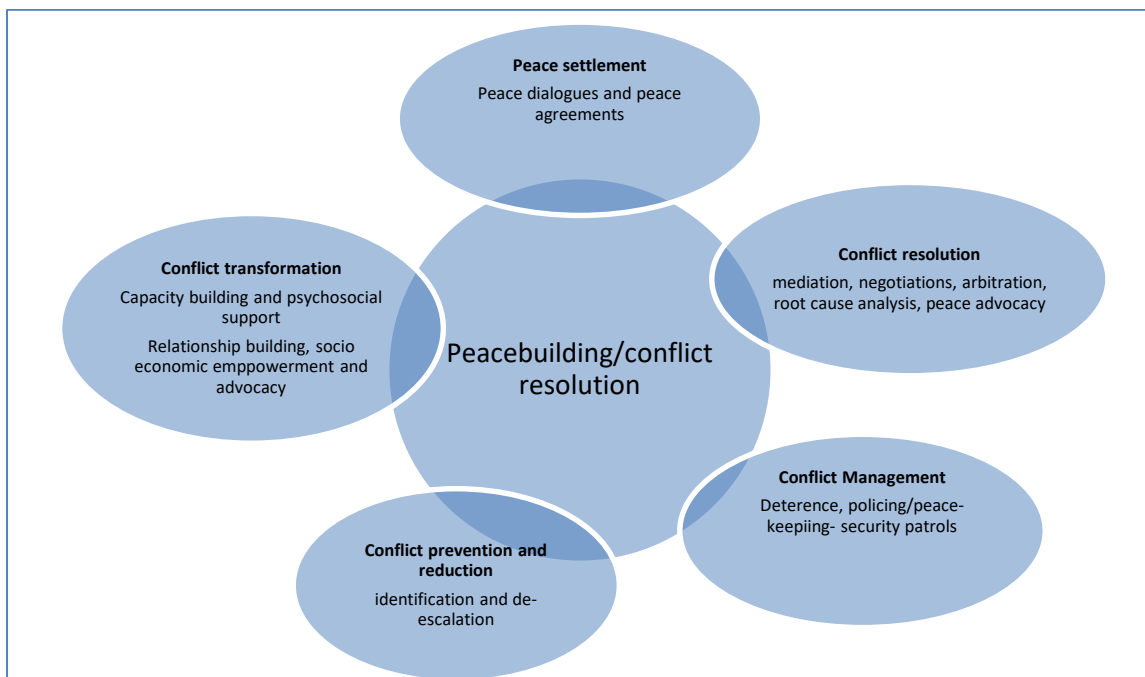 Peace settlement
Peace dialogues and peace
agreements
Conflict resolution
mediation, negotiations, arbitration,
root cause analysis, peace advocacy
Conflict transformation
Capacity building and psychosocial
support
Relationship building, socio
economic emppowerment and
advocacy
Peacebuilding/conflict
resolution
Conflict Management
Deterence, policing/peace-
keepiing- security patrols
Conflict prevention and
reduction
identification and de-
escalation